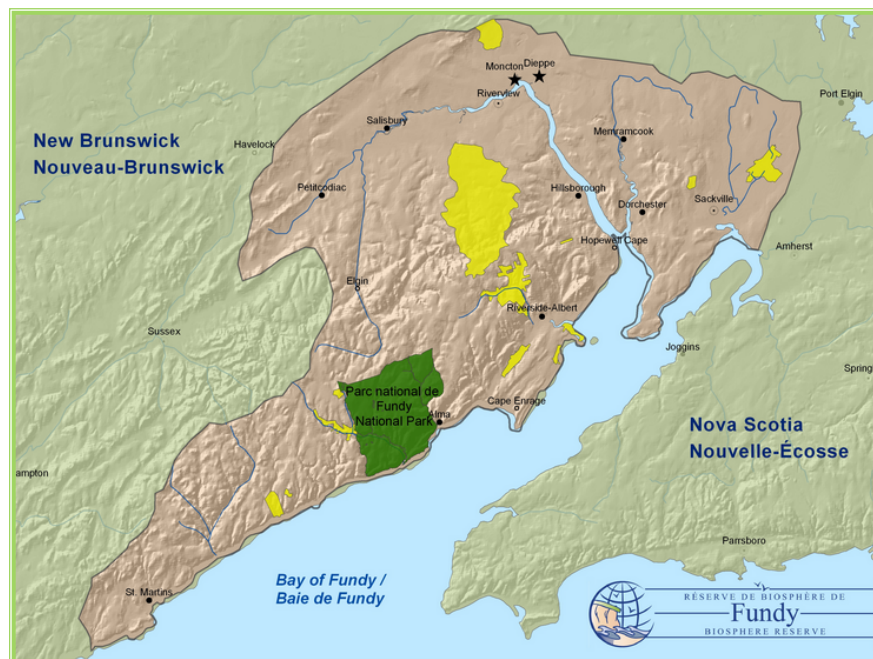 Moncton
Dieppe
Riverview
Port Elgin
New Brunswick
Nouveau-Brunswick
Havelock
Salisbury
Memramcook
Petitcodiac
Hillsborough
Dorchester
Sackville
Hopewell Cape
Amherst
Elgin
Riverside-Albert
Sussex
Joggins
Spring
Parc national de
Fundy
National Park
Alma
Cape Enrage
Nova Scotia
Nouvelle-Écosse
ampton
Parrsboro
Bay of Fundy /
Baie de Fundy
St. Martins
RÉSERVE DE BIOSPHÈRE DE
Fundy
BIOSPHERE RESERVE